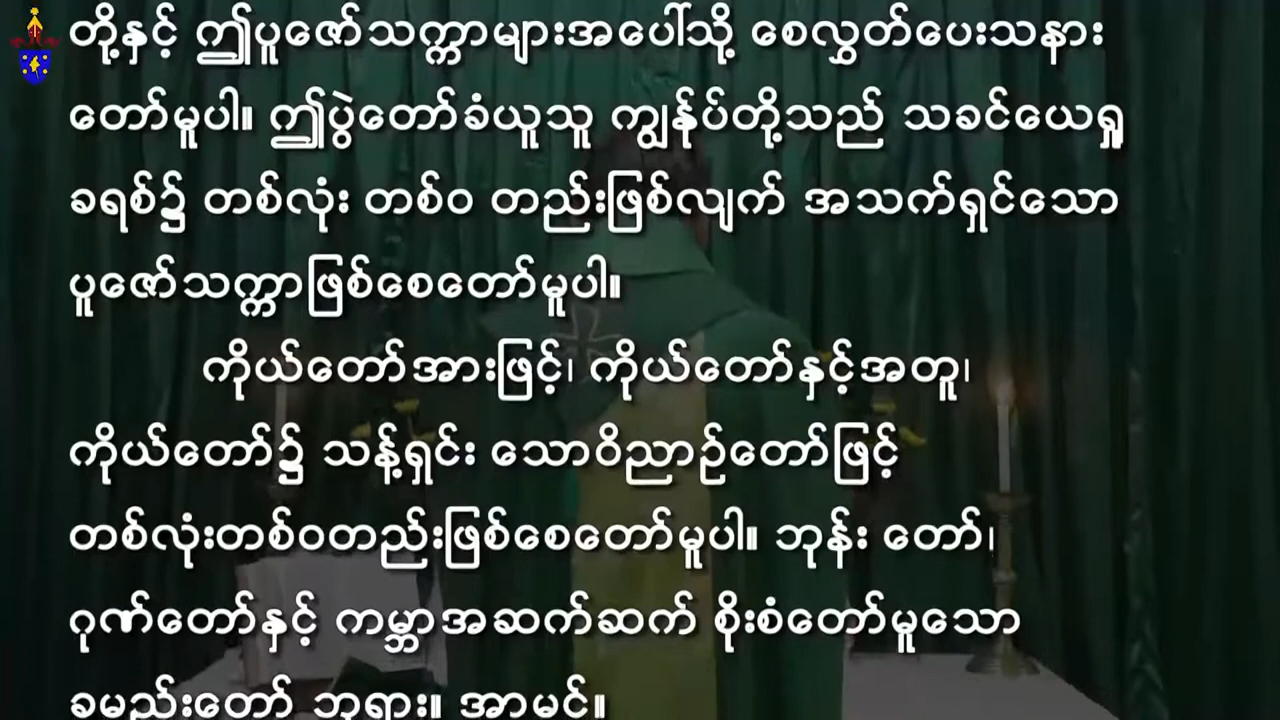 တို့နှင့် ဤပူဇော်သက္ကာများအပေါ်သို့ စေလွှတ်ပေးသနား
တော်မူပါ။ ဤပွဲတော်ခံယူသူ ကျွန်ုပ်တို့သည် သခင်ယေရှု
ခရစ်၌ တစ်လုံး တစ်ဝ တည်းဖြစ်လျက် အသက်ရှင်သော
ပူဇော်သက္ကာဖြစ်စေတော်မူပါ။
ကိုယ်တော်အားဖြင့်၊ ကိုယ်တော်နှင့်အတူ၊
ကိုယ်တော်၌ သန့်ရှင်း သောဝိညာဉ်တော်ဖြင့်
တစ်လုံးတစ်ဝတည်းဖြစ်စေတော်မူပါ။ ဘုန်း တော်၊
ဂုဏ်တော်နှင့် ကမ္ဘာအဆက်ဆက် စိုးစံတော်မူသော
ခမည်းတော် ဘုရား။ အာမင်။